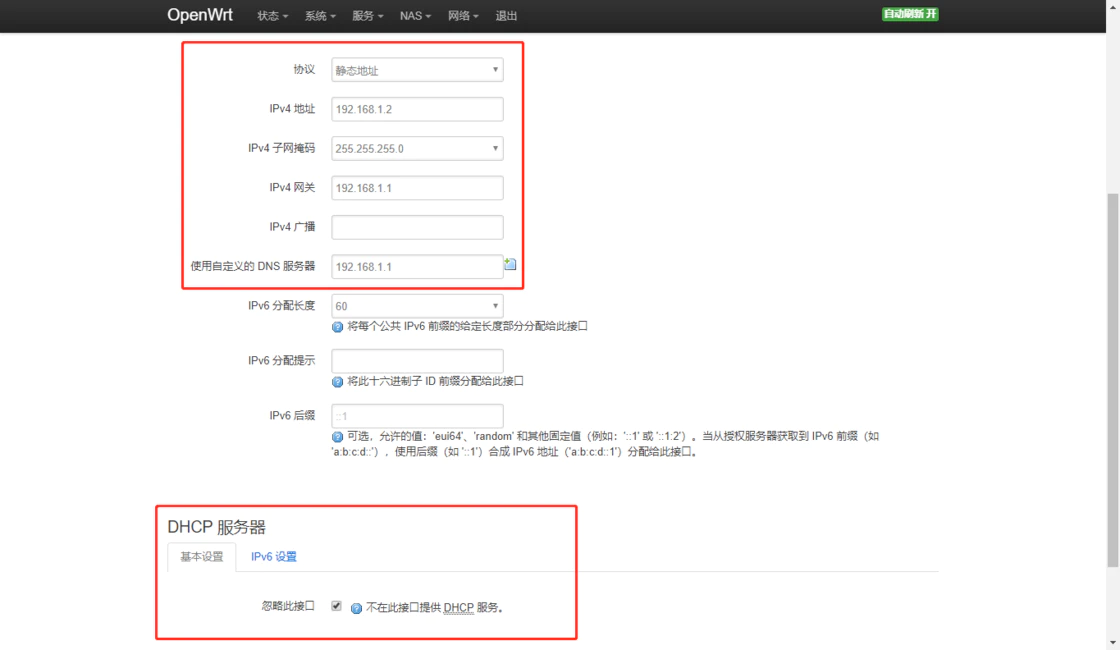 OpenWrt 状态 系统 服务 NAS 网络 退出 自动刷新 开
协议 静态地址
IPv4 地址 192.168.1.2
IPv4 子网掩码 255.255.255.0
IPv4 网关 192.168.1.1
IPv4 广播
使用自定义的 DNS 服务器 192.168.1.1
IPv6 分配长度 60
将每个公共 IPv6 前缀的给定长度部分分配给此接口
IPv6 分配提示
将此十六进制子 ID 前缀分配给此接口
IPv6 后缀 ::1
可选，允许的值：'eui64'、'random' 和其他固定值（例如：'::1' 或 '::1:2'）。当从授权服务器获取到 IPv6 前缀（如
'a:b:c:d::'），使用后缀（如 '::1'）合成 IPv6 地址（'a:b:c:d::1'）分配给此接口。
DHCP 服务器
基本设置 IPv6 设置
忽略此接口 不在此接口提供 DHCP 服务。